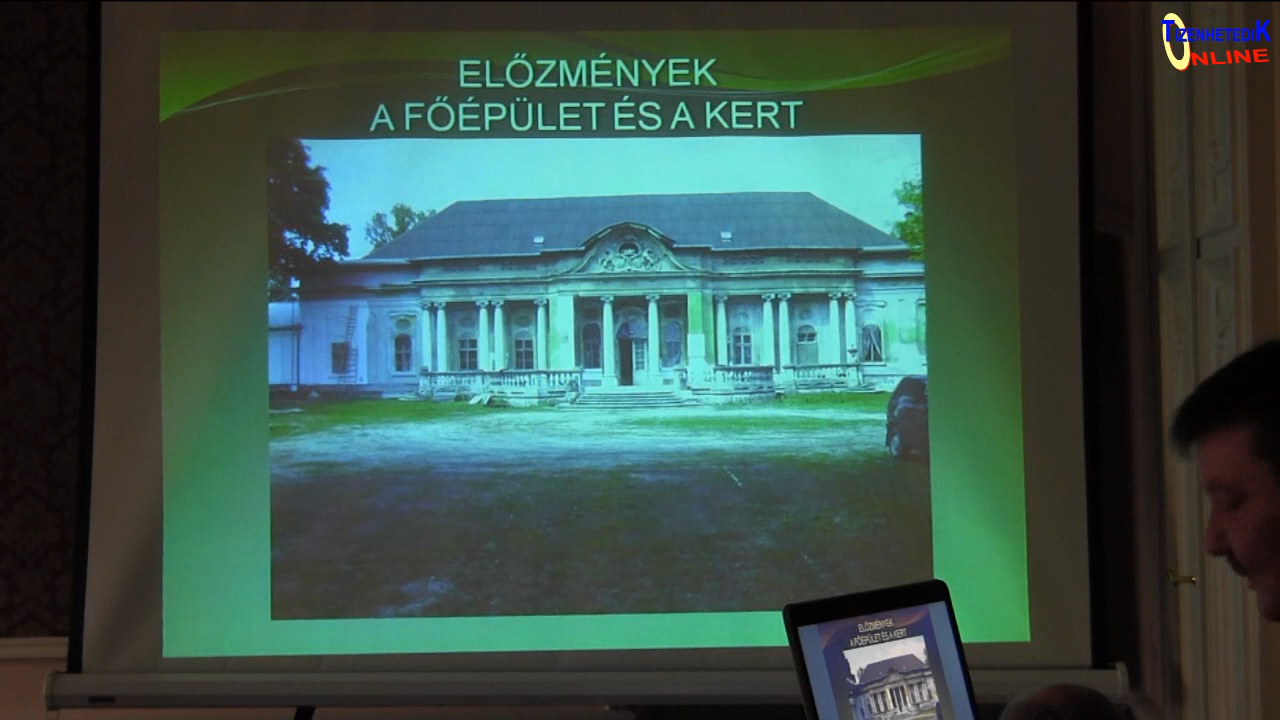 ELŐZMÉNYEK
A FŐÉPÜLET ÉS A KERT
TIZENHETEDIK
ONLINE
ELŐZMÉNYEK
A FŐÉPÜLET ÉS A KERT